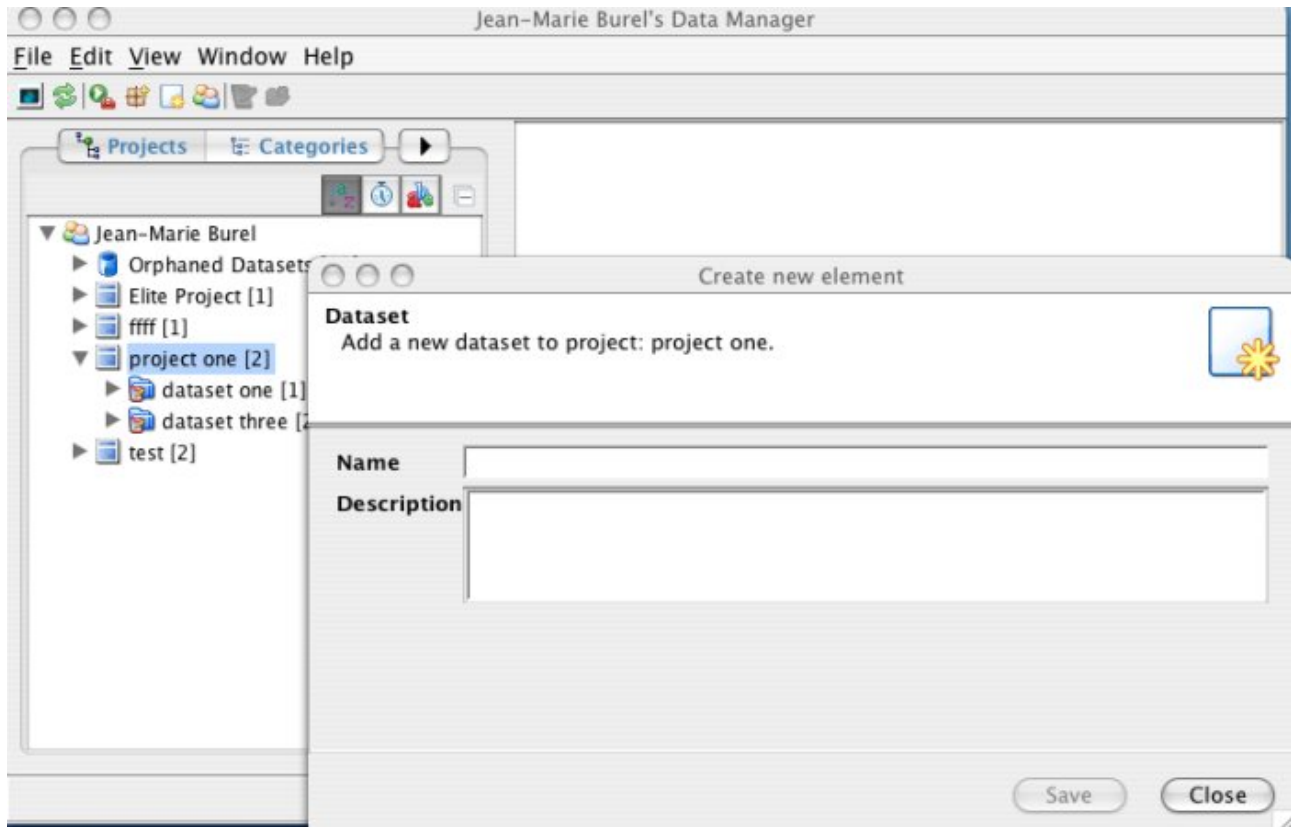 Jean-Marie Burel's Data Manager
File Edit View Window Help
Projects Categories
Jean-Marie Burel
Orphaned Datasets
Elite Project [1]
ffff [1]
project one [2]
dataset one [1]
dataset three [2
test [2]
Create new element
Dataset
Add a new dataset to project: project one.
Name
Description
Save Close